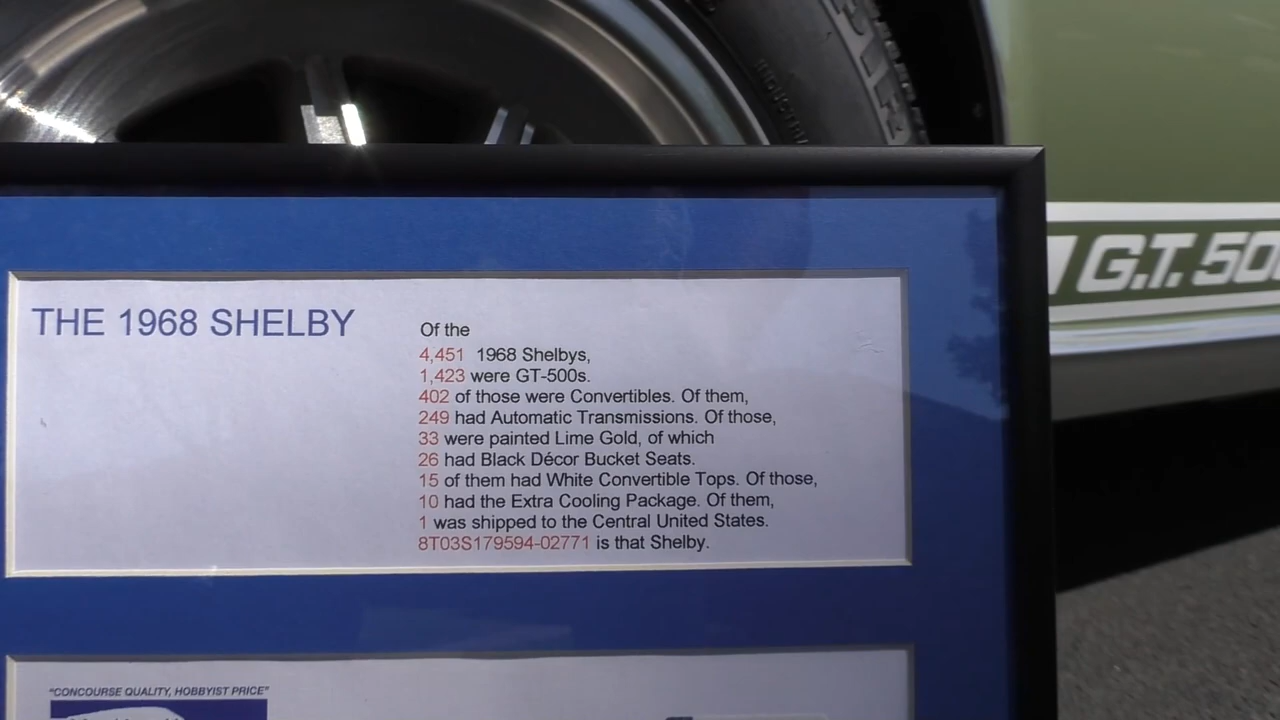 INDUSTRI
G.T. 50
THE 1968 SHELBY
Of the
4,451 1968 Shelbys,
1,423 were GT-500s.
402 of those were Convertibles. Of them,
249 had Automatic Transmissions. Of those,
33 were painted Lime Gold, of which
26 had Black Décor Bucket Seats.
15 of them had White Convertible Tops. Of those,
10 had the Extra Cooling Package. Of them,
1 was shipped to the Central United States.
8T03S179594-02771 is that Shelby.
"CONCOURSE QUALITY, HOBBYIST PRICE"